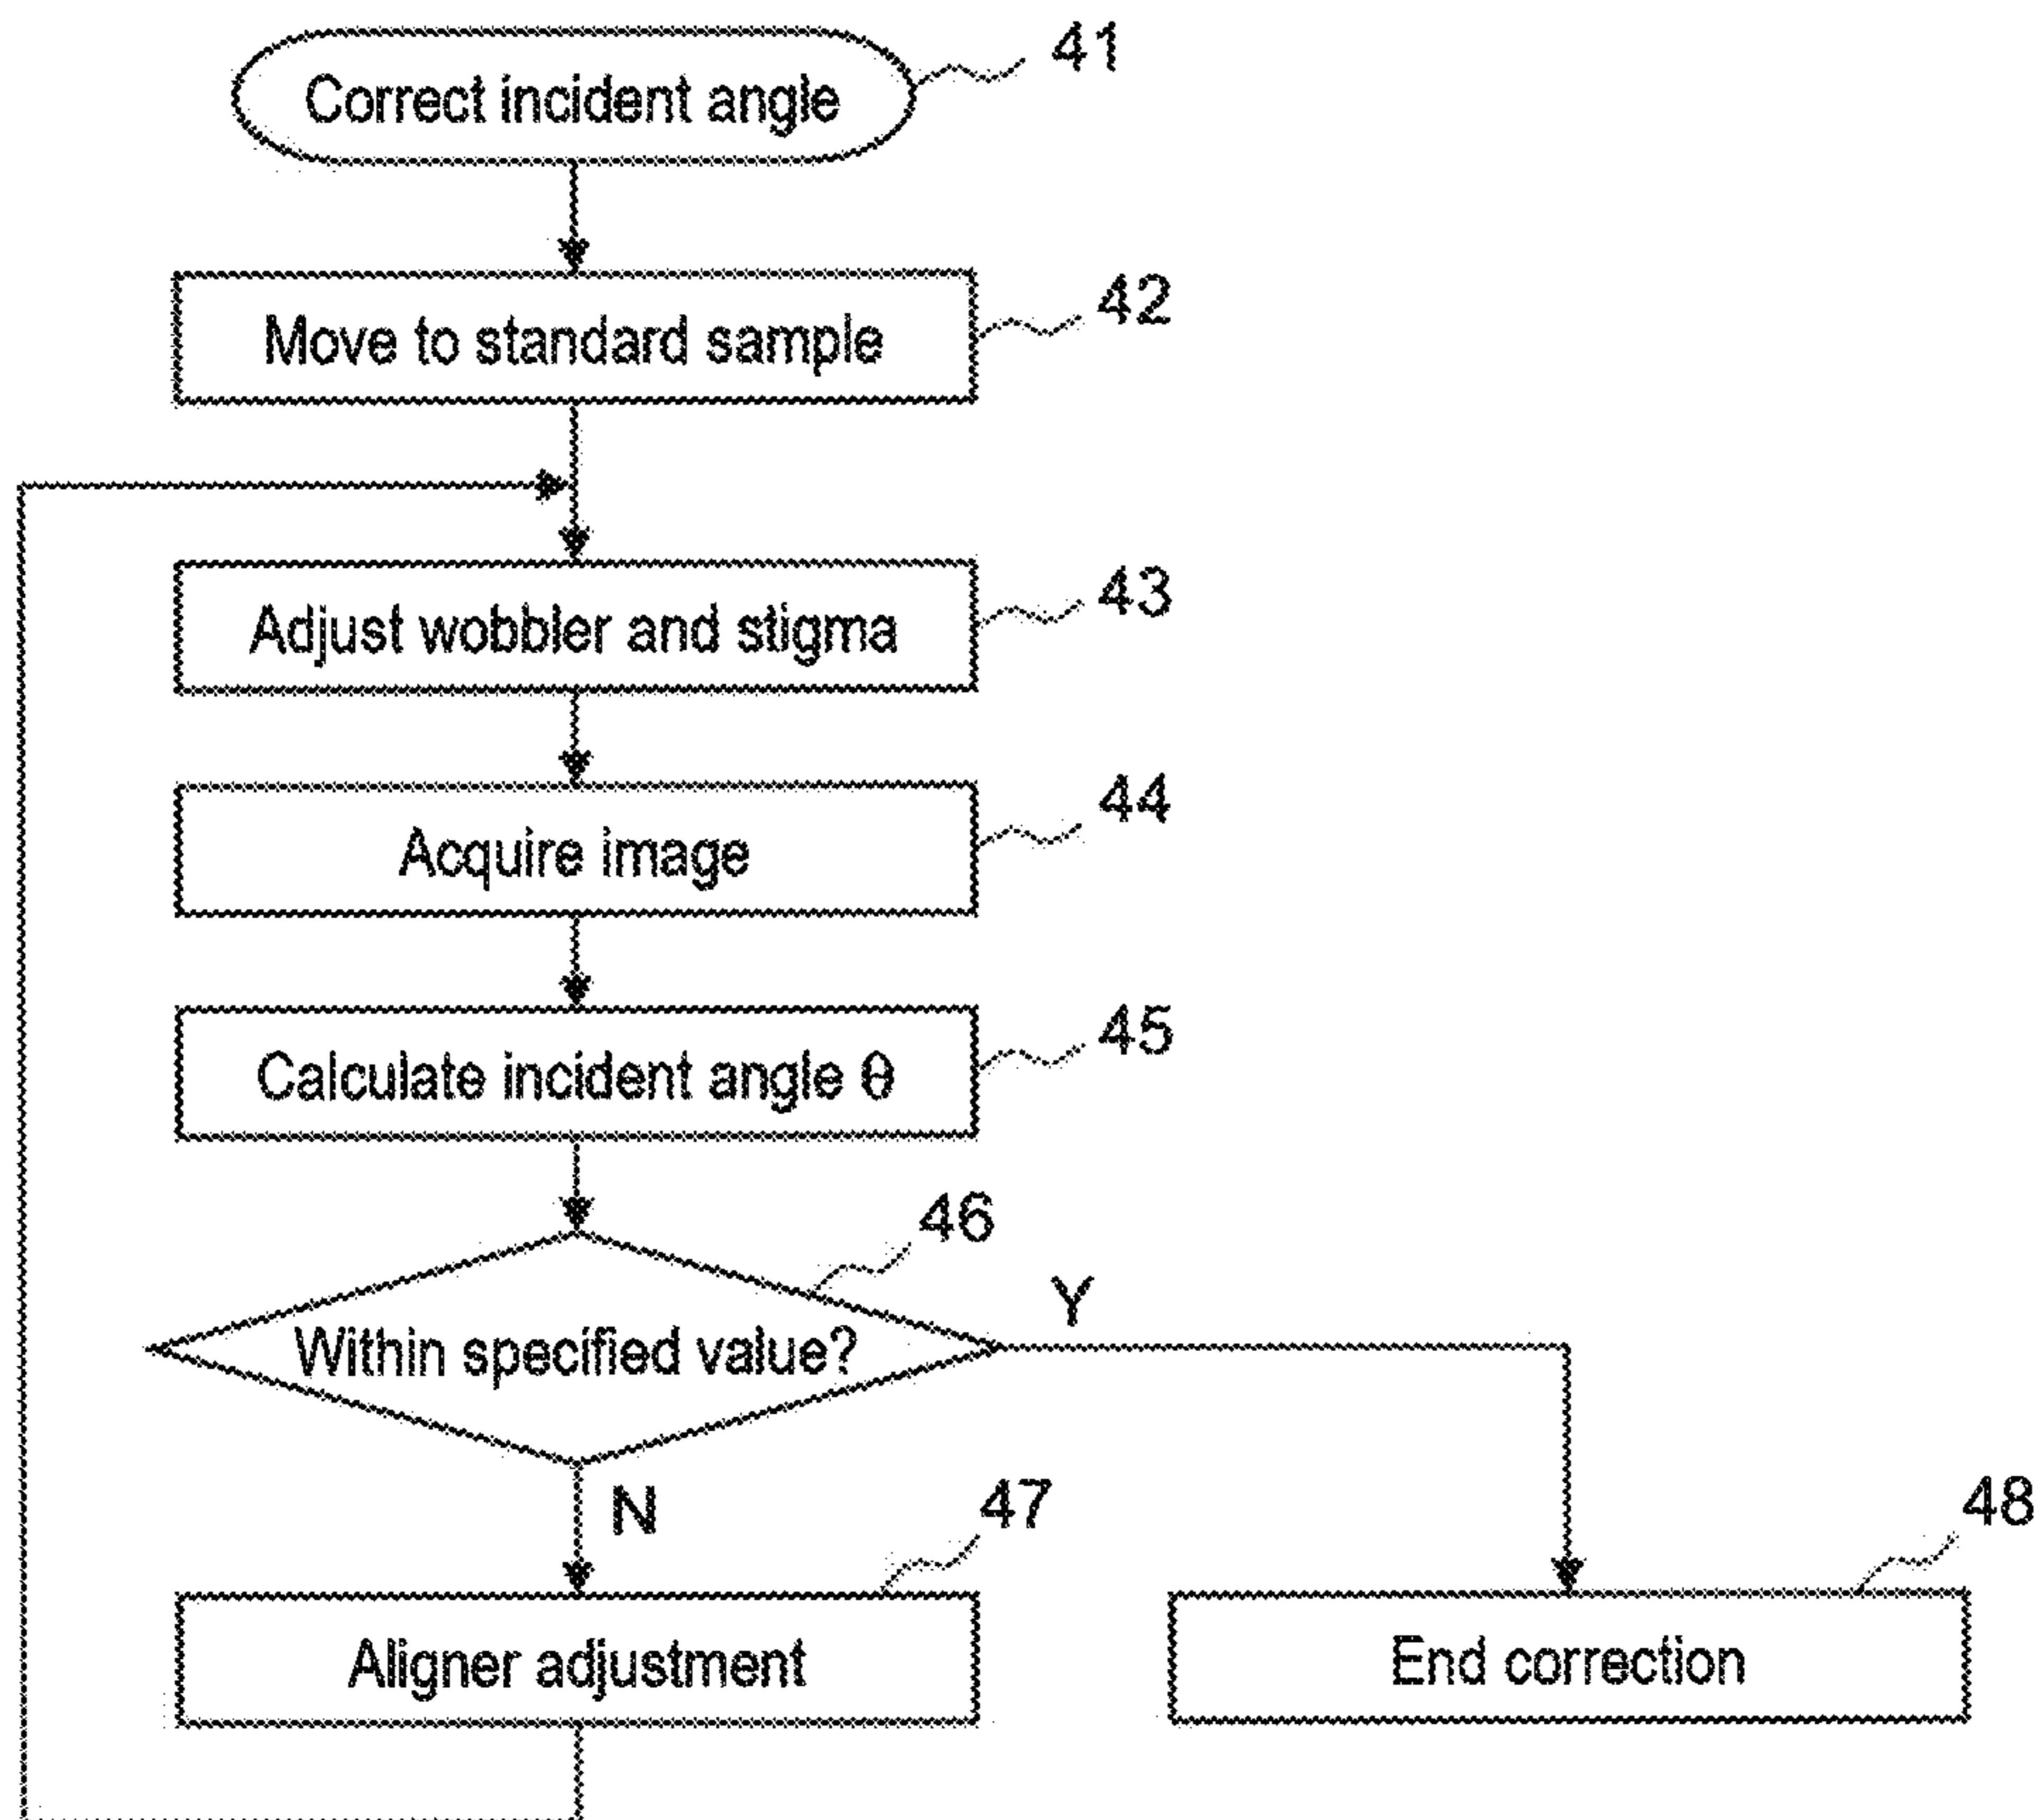 Correct incident angle
41
Move to standard sample
42
Adjust wobbler and stigma
43
Acquire image
44
Calculate incident angle θ
45
46
Within specified value?
Y
N
47
48
Aligner adjustment
End correction